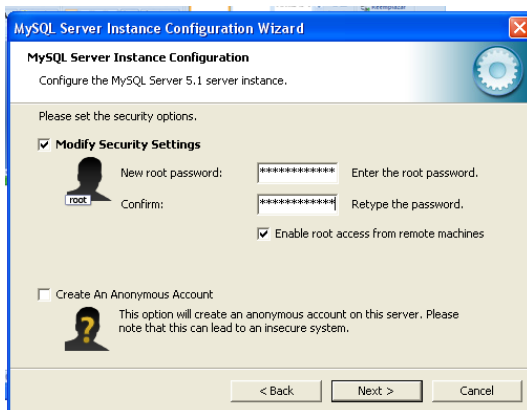 MySQL Server Instance Configuration Wizard
MySQL Server Instance Configuration
Configure the MySQL Server 5.1 server instance.
Please set the security options.
Modify Security Settings
New root password: ************ Enter the root password.
root
Confirm: ************ Retype the password.
Enable root access from remote machines
Create An Anonymous Account
This option will create an anonymous account on this server. Please
note that this can lead to an insecure system.
< Back Next > Cancel